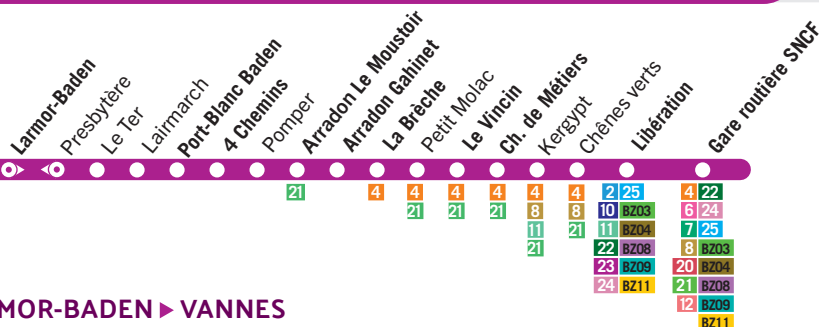 Larmor-Baden
Presbytère
Le Ter
Lairmarch
Port-Blanc Baden
4 Chemins
Pomper
Arradon Le Moustoir
Arradon Gahinet
La Brèche
Petit Molac
Le Vincin
Ch. de Métiers
Kergypt
Chênes verts
Libération
Gare routière SNCF
21
4
4
21
4
21
4
21
4
8
11
21
4
8
21
2 25
10 BZ03
11 BZ04
22 BZ08
23 BZ09
24 BZ11
4 22
6 24
7 25
8 BZ03
20 BZ04
21 BZ08
12 BZ09
BZ11
MOR-BADEN ▶ VANNES